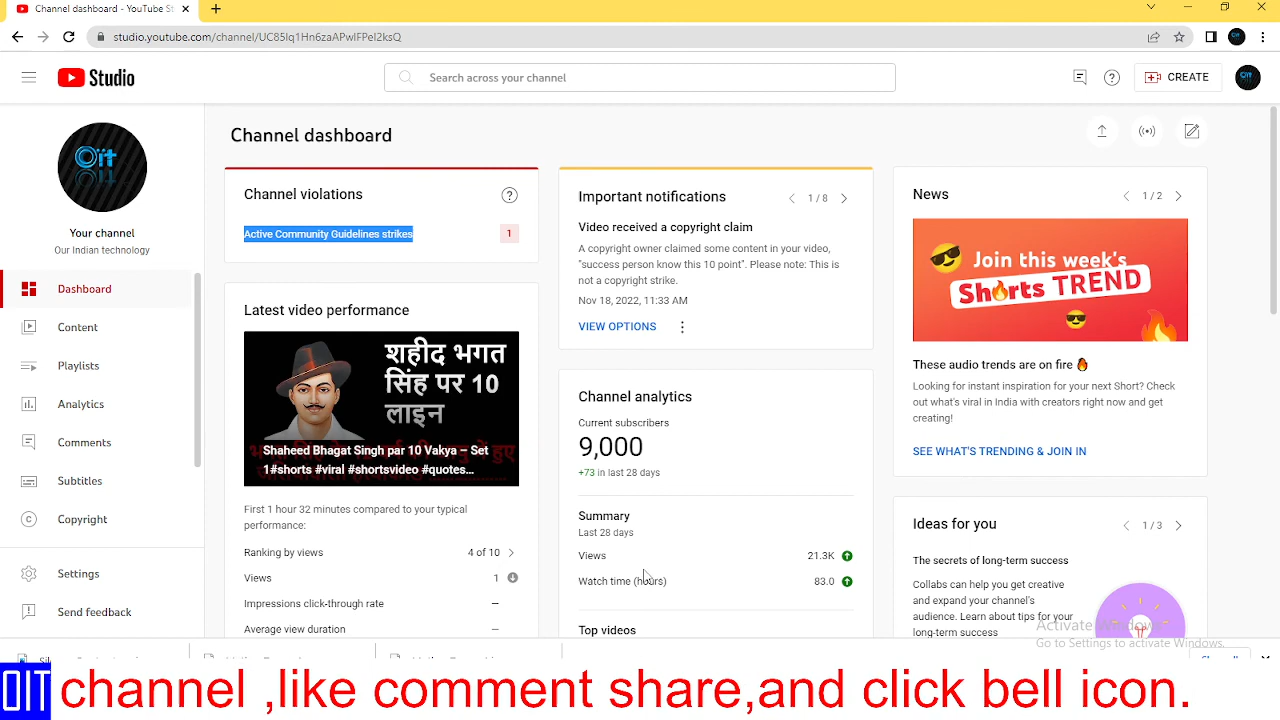 Channel dashboard - YouTube St
studio.youtube.com/channel/UC85Iq1Hn6zaAPwIFPeI2ksQ
Studio
Search across your channel
CREATE
Oit
Your channel
Our Indian technology
Dashboard
Content
Playlists
Analytics
Comments
Subtitles
Copyright
Settings
Send feedback
Channel dashboard
Channel violations
Active Community Guidelines strikes 1
Latest video performance
शहीद भगत
सिंह पर 10
लाइन
Shaheed Bhagat Singh par 10 Vakya – Set
1#shorts #viral #shortsvideo #quotes...
First 1 hour 32 minutes compared to your typical
performance:
Ranking by views 4 of 10
Views 1
Impressions click-through rate –
Average view duration –
Important notifications 1 / 8
Video received a copyright claim
A copyright owner claimed some content in your video,
"success person know this 10 point". Please note: This is
not a copyright strike.
Nov 18, 2022, 11:33 AM
VIEW OPTIONS
Channel analytics
Current subscribers
9,000
+73 in last 28 days
Summary
Last 28 days
Views 21.3K
Watch time (hours) 83.0
Top videos
News 1 / 2
Join this week's
Shorts TREND
These audio trends are on fire 🔥
Looking for instant inspiration for your next Short? Check
out what's viral in India with creators right now and get
creating!
SEE WHAT'S TRENDING & JOIN IN
Ideas for you 1 / 3
The secrets of long-term success
Collabs can help you get creative
and expand your channel's
audience. Learn about tips for your
long-term success
Activate Windows
Go to Settings to activate Windows.
OIT channel ,like comment share,and click bell icon.